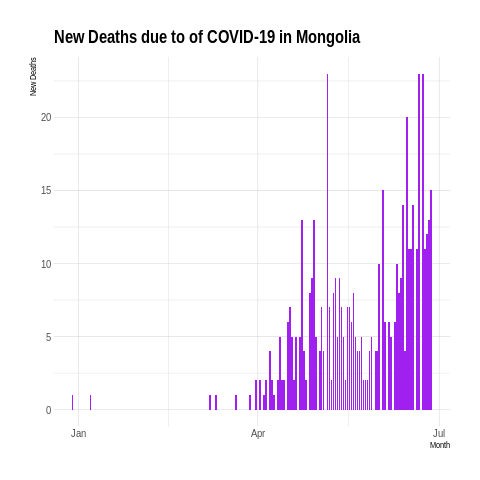 New Deaths due to of COVID-19 in Mongolia
New Deaths
20
15
10
5
0
Jan
Apr
Jul
Month